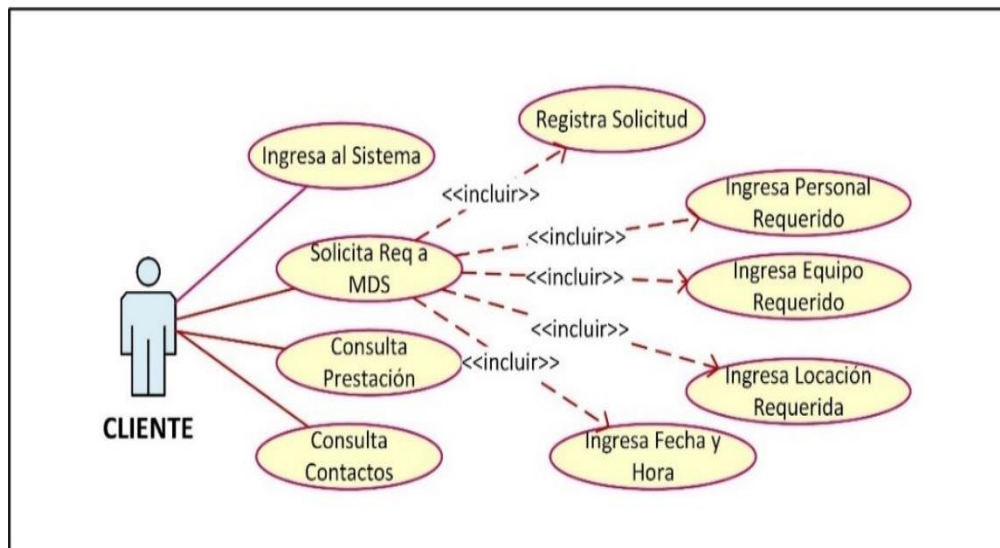 Registra Solicitud
Ingresa al Sistema
<<incluir>>
Ingresa Personal
Requerido
<<incluir>>
Solicita Req a
MDS
<<incluir>>
Ingresa Equipo
Requerido
<<incluir>>
Consulta
Prestación
<<incluir>>
Ingresa Locación
Requerida
CLIENTE
Consulta
Contactos
Ingresa Fecha y
Hora